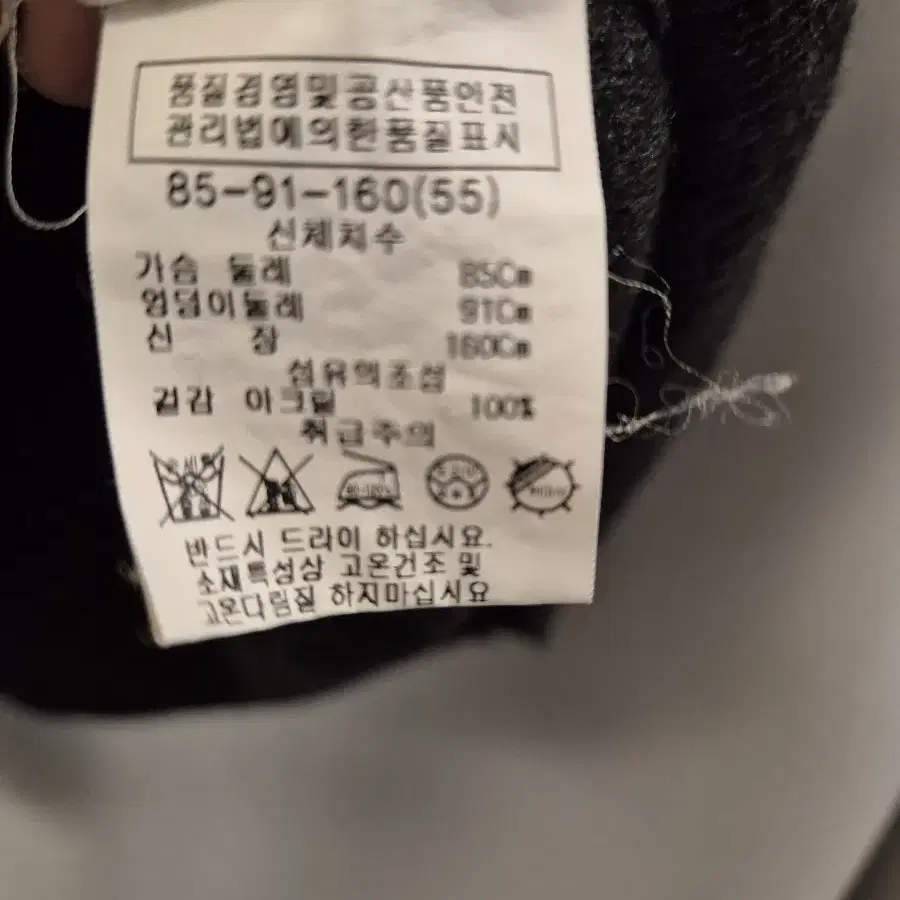 품질경영및공산품안전
관리법에의한품질표시
85-91-160(55)
신체치수
가슴 둘레 85Cm
엉덩이둘레 91Cm
신 장 160Cm
섬유의조성
겉감 아크릴 100%
취급주의
80-120℃
반드시 드라이 하십시요.
소재특성상 고온건조 및
고온다림질 하지마십시요